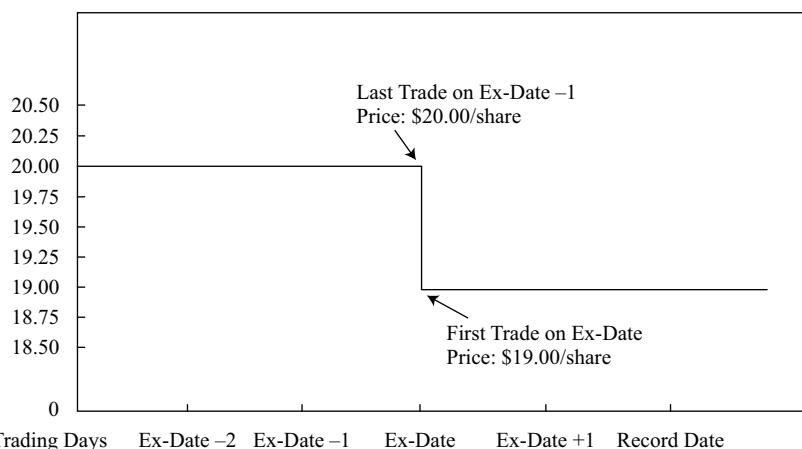 Last Trade on Ex-Date –1
Price: $20.00/share
20.50
20.25
20.00
19.75
19.50
19.25
19.00
18.75
18.50
0
First Trade on Ex-Date
Price: $19.00/share
Trading Days Ex-Date –2 Ex-Date –1 Ex-Date Ex-Date +1 Record Date